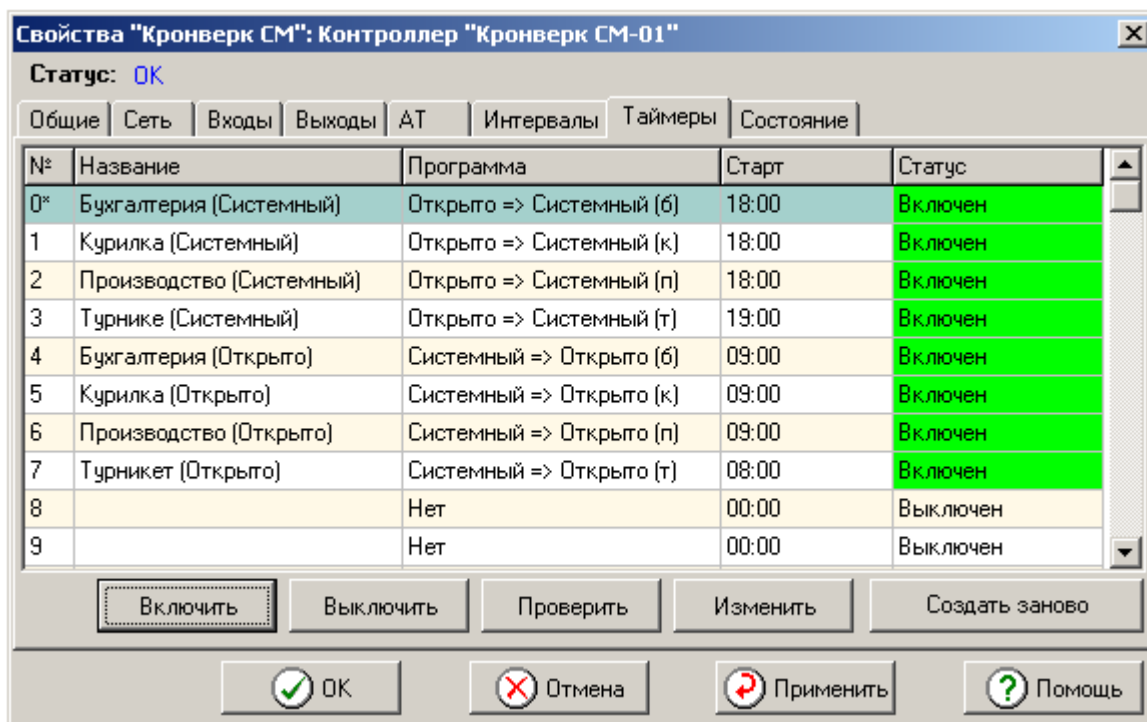 Свойства "Кронверк СМ": Контроллер "Кронверк СМ-01"
Статус: OK
Общие Сеть Входы Выходы АТ Интервалы Таймеры Состояние
№ Название Программа Старт Статус
0* Бухгалтерия (Системный) Открыто => Системный (б) 18:00 Включен
1 Курилка (Системный) Открыто => Системный (к) 18:00 Включен
2 Производство (Системный) Открыто => Системный (п) 18:00 Включен
3 Турнике (Системный) Открыто => Системный (т) 19:00 Включен
4 Бухгалтерия (Открыто) Системный => Открыто (б) 09:00 Включен
5 Курилка (Открыто) Системный => Открыто (к) 09:00 Включен
6 Производство (Открыто) Системный => Открыто (п) 09:00 Включен
7 Турникет (Открыто) Системный => Открыто (т) 08:00 Включен
8 Нет 00:00 Выключен
9 Нет 00:00 Выключен
Включить Выключить Проверить Изменить Создать заново
OK Отмена Применить Помощь